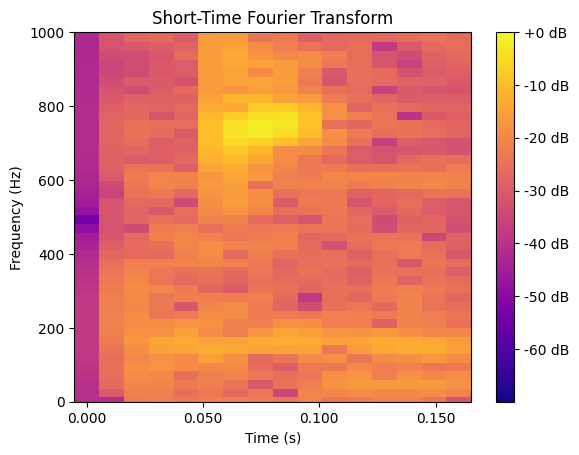 Short-Time Fourier Transform
1000
800
600
400
200
0
Frequency (Hz)
0.000
0.050
0.100
0.150
Time (s)
+0 dB
-10 dB
-20 dB
-30 dB
-40 dB
-50 dB
-60 dB